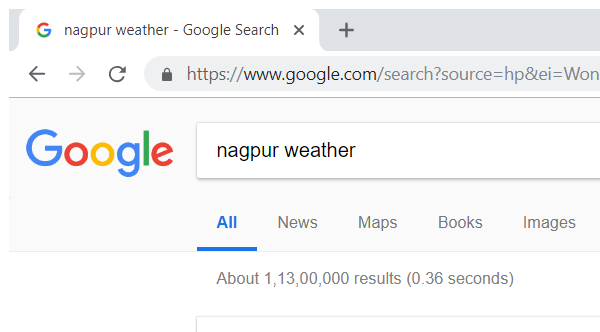 nagpur weather - Google Search
https://www.google.com/search?source=hp&ei=Won
Google
nagpur weather
All News Maps Books Images
About 1,13,00,000 results (0.36 seconds)